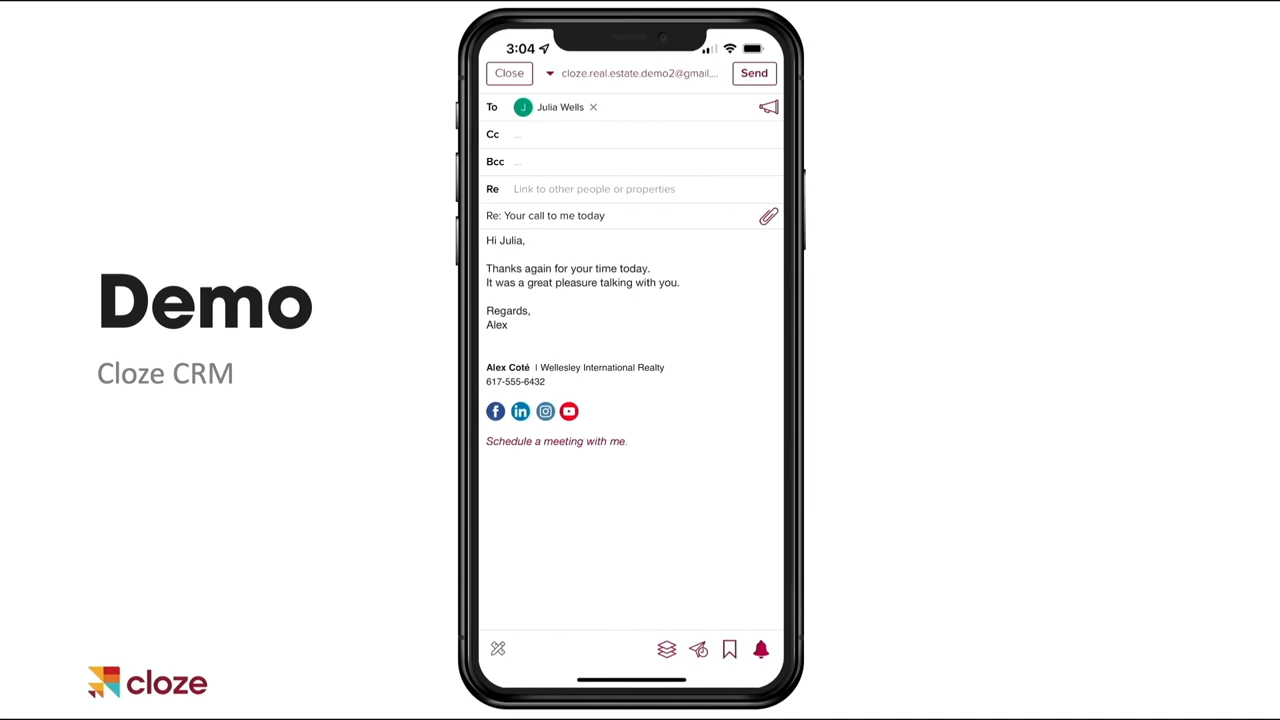 3:04
Close
cloze.real.estate.demo2@gmail....
Send
To
J
Julia Wells
Cc
...
Bcc
...
Re
Link to other people or properties
Re: Your call to me today
Hi Julia,
Thanks again for your time today.
It was a great pleasure talking with you.
Regards,
Alex
Alex Coté | Wellesley International Realty
617-555-6432
f
in
Schedule a meeting with me.
Demo
Cloze CRM
cloze